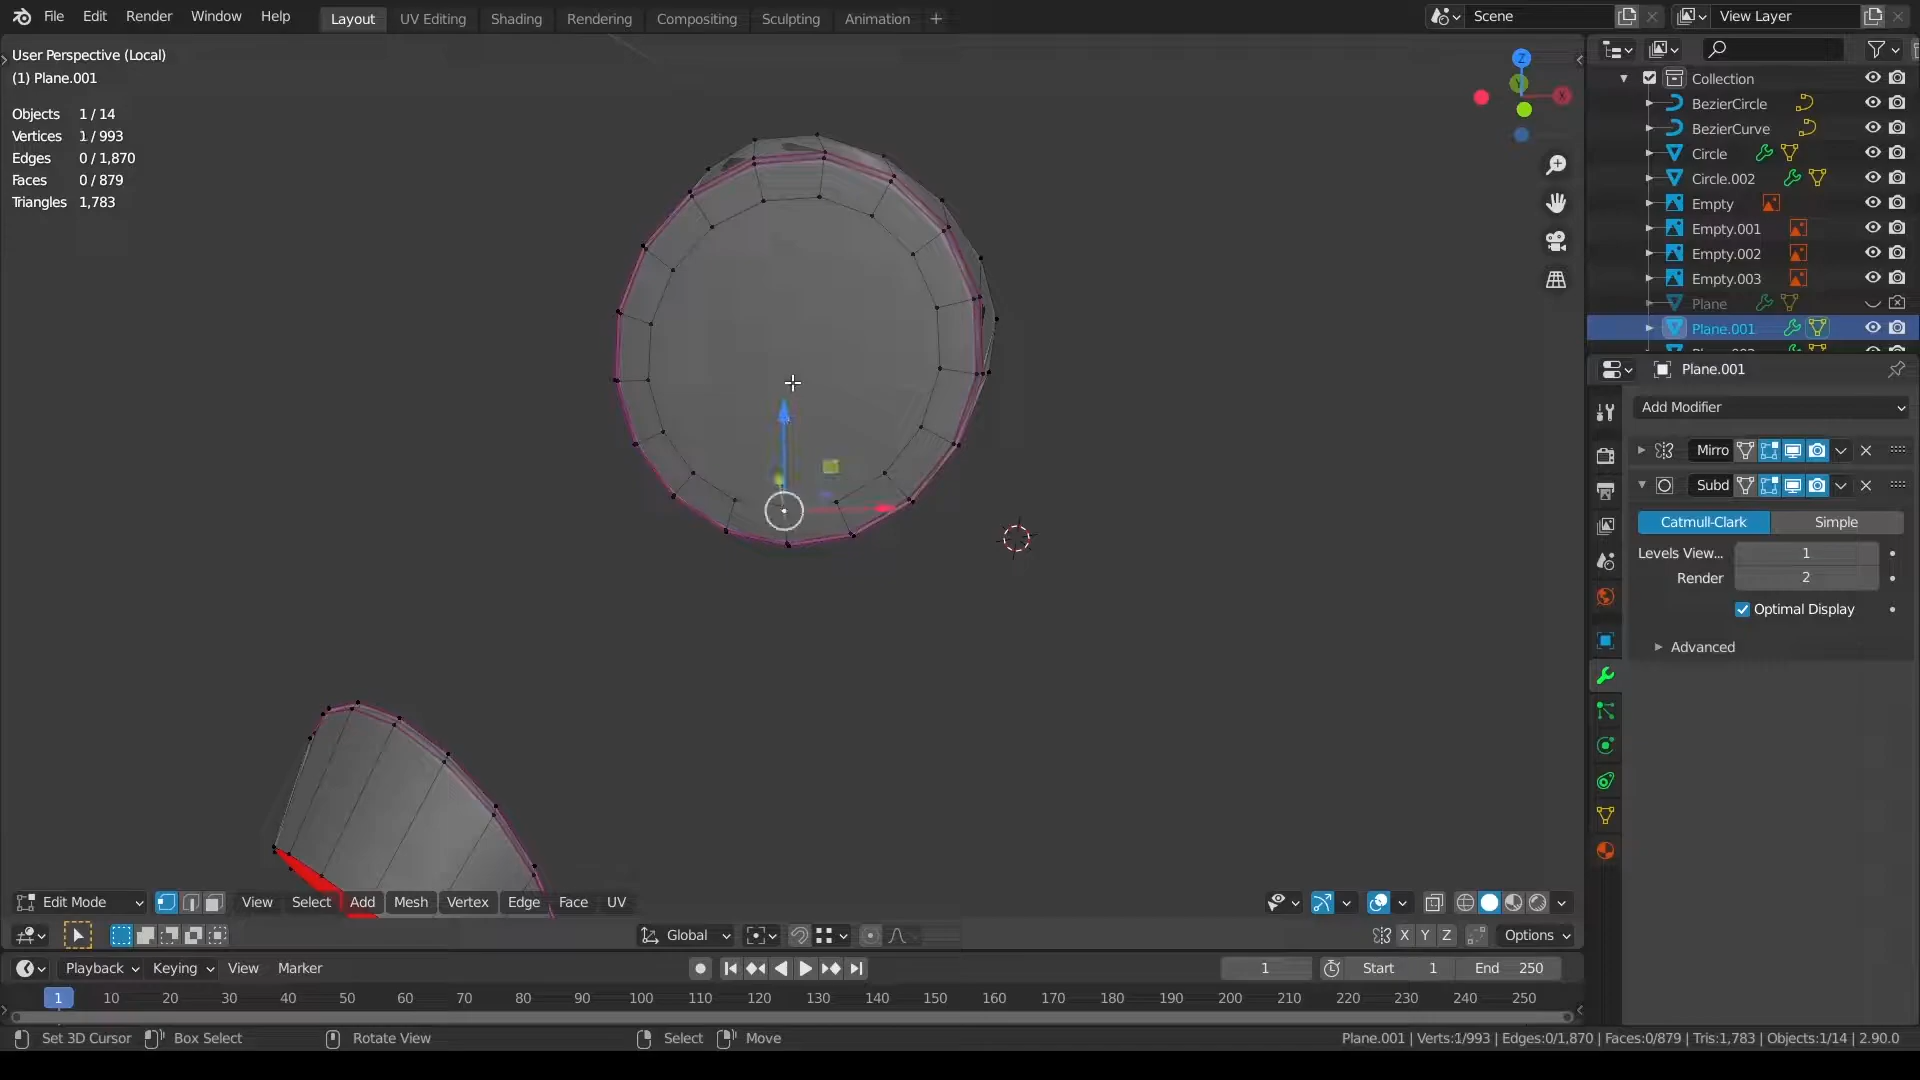 File Edit Render Window Help Layout UV Editing Shading Rendering Compositing Sculpting Animation + Scene View Layer
User Perspective (Local)
(1) Plane.001
Objects 1 / 14
Vertices 1 / 993
Edges 0 / 1,870
Faces 0 / 879
Triangles 1,783
Z
Y
X
Collection
BezierCircle
BezierCurve
Circle
Circle.002
Empty
Empty.001
Empty.002
Empty.003
Plane
Plane.001
Plane.001
Add Modifier
Mirro
Subd
Catmull-Clark Simple
Levels View... 1
Render 2
Optimal Display
Advanced
Edit Mode View Select Add Mesh Vertex Edge Face UV
Global X Y Z Options
Playback Keying View Marker 1 Start 1 End 250
1 10 20 30 40 50 60 70 80 90 100 110 120 130 140 150 160 170 180 190 200 210 220 230 240 250
Set 3D Cursor Box Select Rotate View Select Move Plane.001 | Verts:1/993 | Edges:0/1,870 | Faces:0/879 | Tris:1,783 | Objects:1/14 | 2.90.0